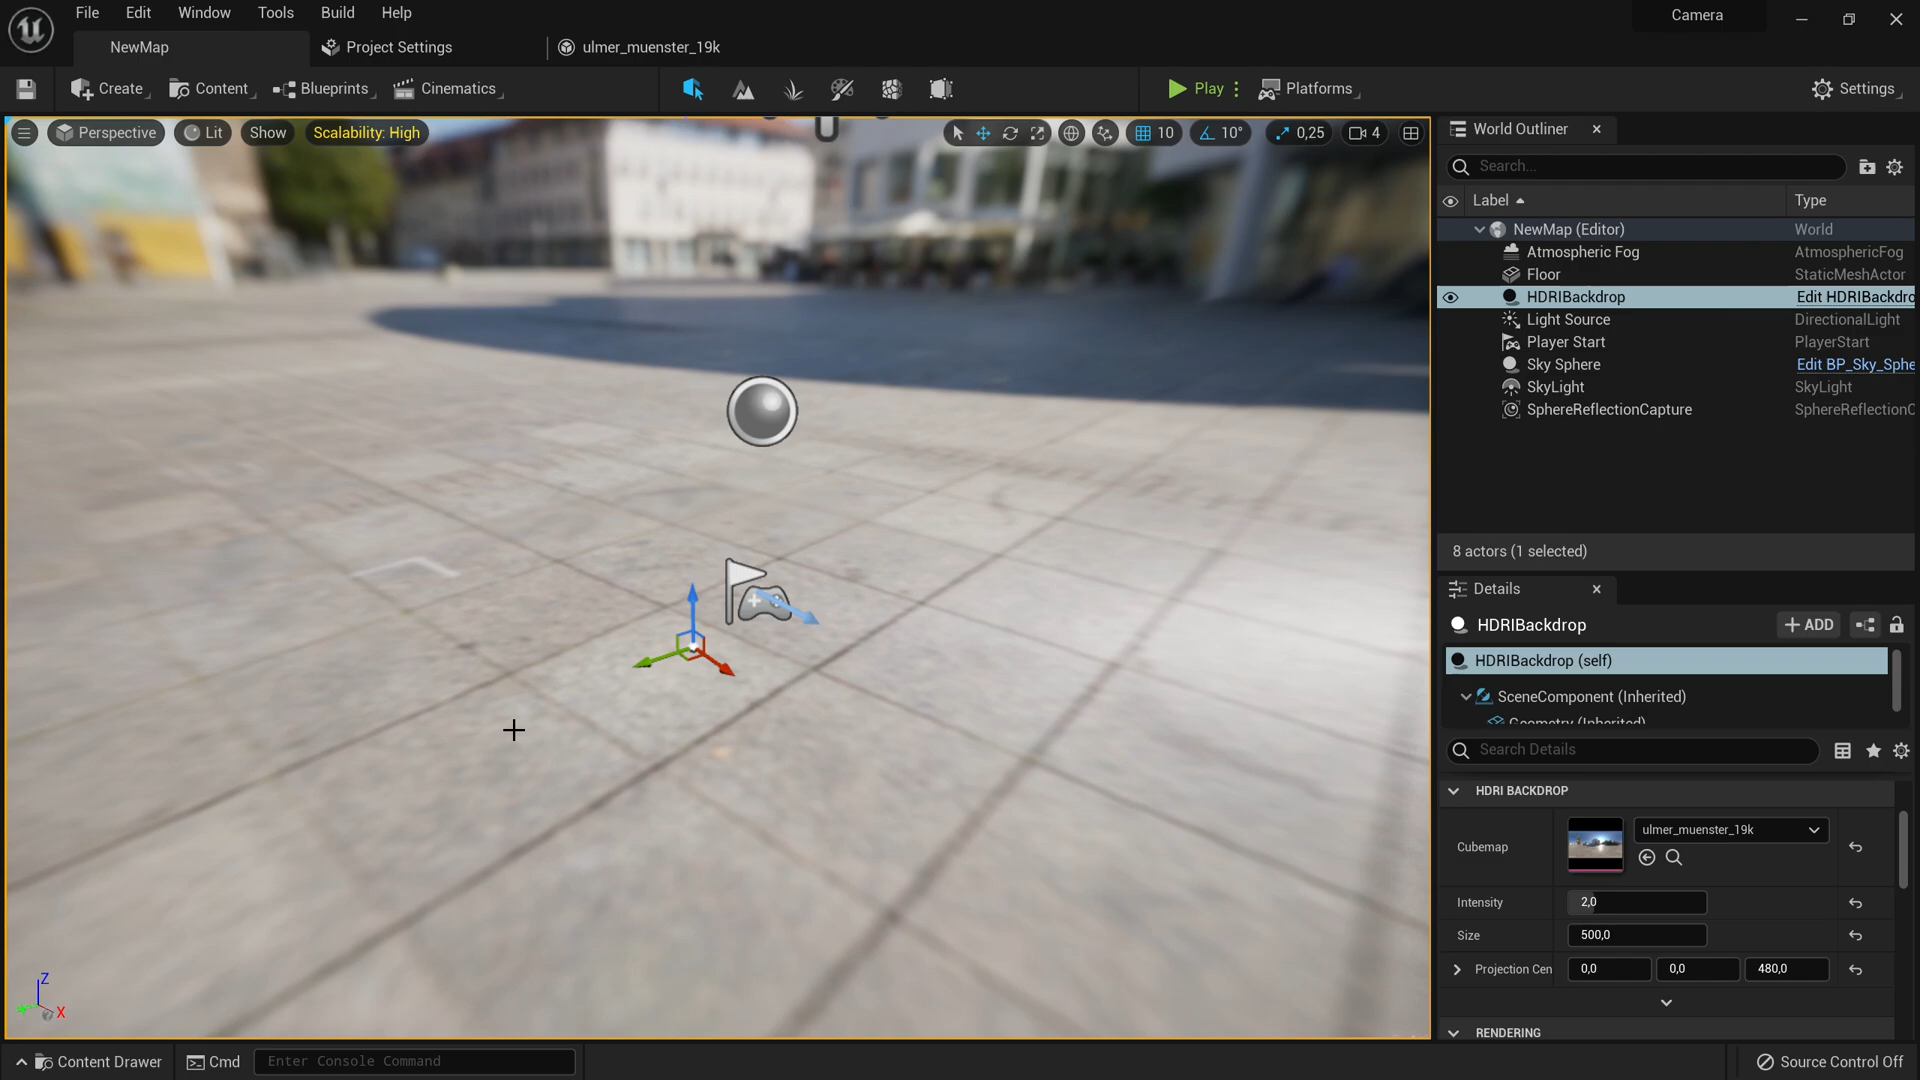 File Edit Window Tools Build Help
Camera
NewMap
Project Settings
ulmer_muenster_19k
Create
Content
Blueprints
Cinematics
Play
Platforms
Settings
Perspective
Lit
Show
Scalability: High
10
10°
0,25
4
World Outliner
Search...
Label
Type
NewMap (Editor) World
Atmospheric Fog AtmosphericFog
Floor StaticMeshActor
HDRIBackdrop Edit HDRIBackdro
Light Source DirectionalLight
Player Start PlayerStart
Sky Sphere Edit BP_Sky_Sphe
SkyLight SkyLight
SphereReflectionCapture SphereReflectionC
8 actors (1 selected)
Details
HDRIBackdrop
+ ADD
HDRIBackdrop (self)
SceneComponent (Inherited)
Geometry (Inherited)
Search Details
HDRI BACKDROP
Cubemap
ulmer_muenster_19k
Intensity 2,0
Size 500,0
Projection Cen 0,0 0,0 480,0
RENDERING
Z
X
Content Drawer
Cmd
Enter Console Command
Source Control Off